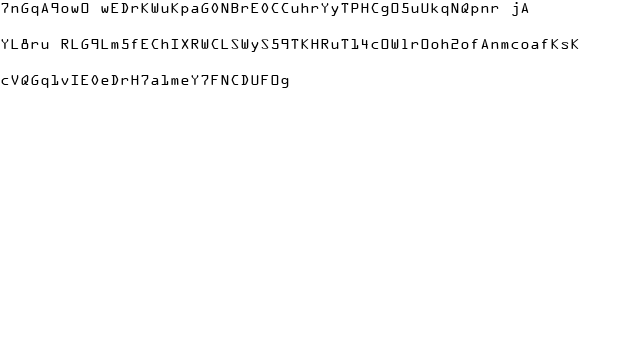 7nGqA9owO wEDrKWuKpaG0NBrE0CCuhrYyTPHCgO5uUkqNQpnr jA
YL8ru RLG9Lm5fEChIXRWCLSWyS59TKHRuT14cOW1rOoh2ofAnmcoafKsK
cVQGq1vIE0eDrH7a1meY7FNCDUFOg